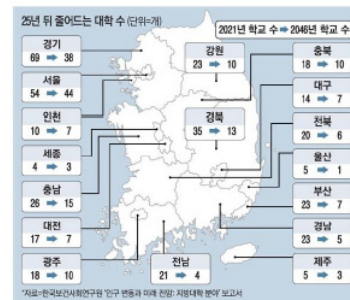 25년 뒤 줄어드는 대학 수 (단위=개)
2021년 학교 수 ➡ 2046년 학교 수
경기
69 ➡ 38
서울
54 ➡ 44
인천
10 ➡ 7
세종
4 ➡ 3
충남
26 ➡ 15
대전
17 ➡ 7
광주
18 ➡ 10
강원
23 ➡ 10
경북
35 ➡ 13
전남
21 ➡ 4
충북
18 ➡ 10
대구
14 ➡ 7
전북
20 ➡ 6
울산
5 ➡ 1
부산
23 ➡ 7
경남
23 ➡ 5
제주
5 ➡ 3
*자료=한국보건사회연구원 '인구 변동과 미래 전망: 지방대학 분야' 보고서